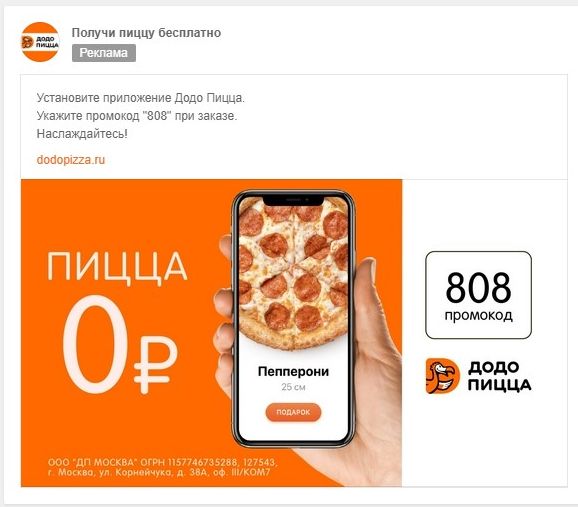 ДОДО
ПИЦЦА
Получи пиццу бесплатно
Реклама
Установите приложение Додо Пицца.
Укажите промокод "808" при заказе.
Наслаждайтесь!
dodopizza.ru
ПИЦЦА
0₽
Пепперони
25 см
ПОДАРОК
ООО "ДП МОСКВА" ОГРН 1157746735288, 127543,
г. Москва, ул. Корнейчука, д. 38А, оф. III/КОМ7
808
промокод
ДОДО
ПИЦЦА